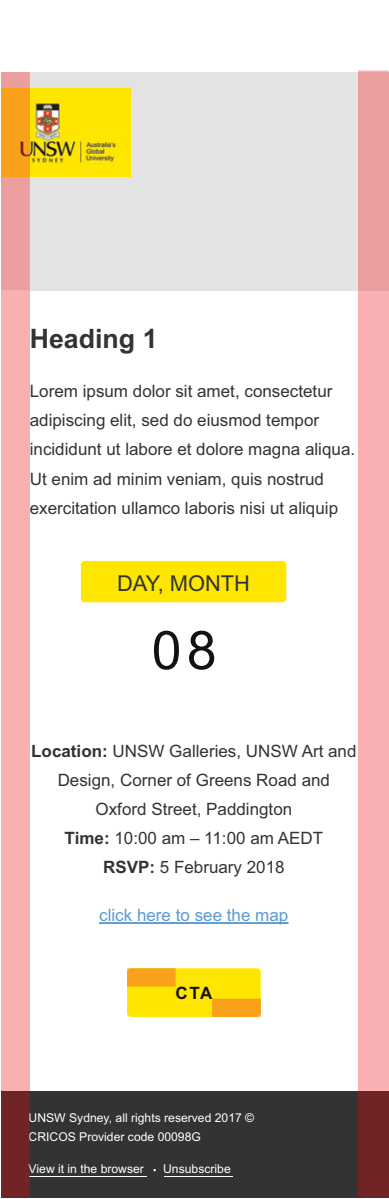 UNSW
SYDNEY
Australia's
Global
University
Heading 1
Lorem ipsum dolor sit amet, consectetur
adipiscing elit, sed do eiusmod tempor
incididunt ut labore et dolore magna aliqua.
Ut enim ad minim veniam, quis nostrud
exercitation ullamco laboris nisi ut aliquip
DAY, MONTH
08
Location: UNSW Galleries, UNSW Art and
Design, Corner of Greens Road and
Oxford Street, Paddington
Time: 10:00 am – 11:00 am AEDT
RSVP: 5 February 2018
click here to see the map
CTA
UNSW Sydney, all rights reserved 2017 ©
CRICOS Provider code 00098G
View it in the browser • Unsubscribe